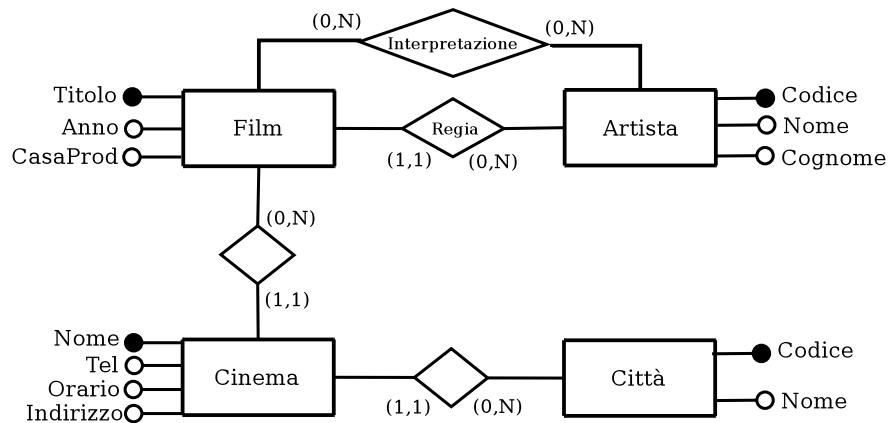 (0,N)
(0,N)
Interpretazione
Titolo
Anno
CasaProd
Film
Regia
(1,1)
(0,N)
Artista
Codice
Nome
Cognome
(0,N)
(1,1)
Nome
Tel
Orario
Indirizzo
Cinema
(1,1)
(0,N)
Città
Codice
Nome